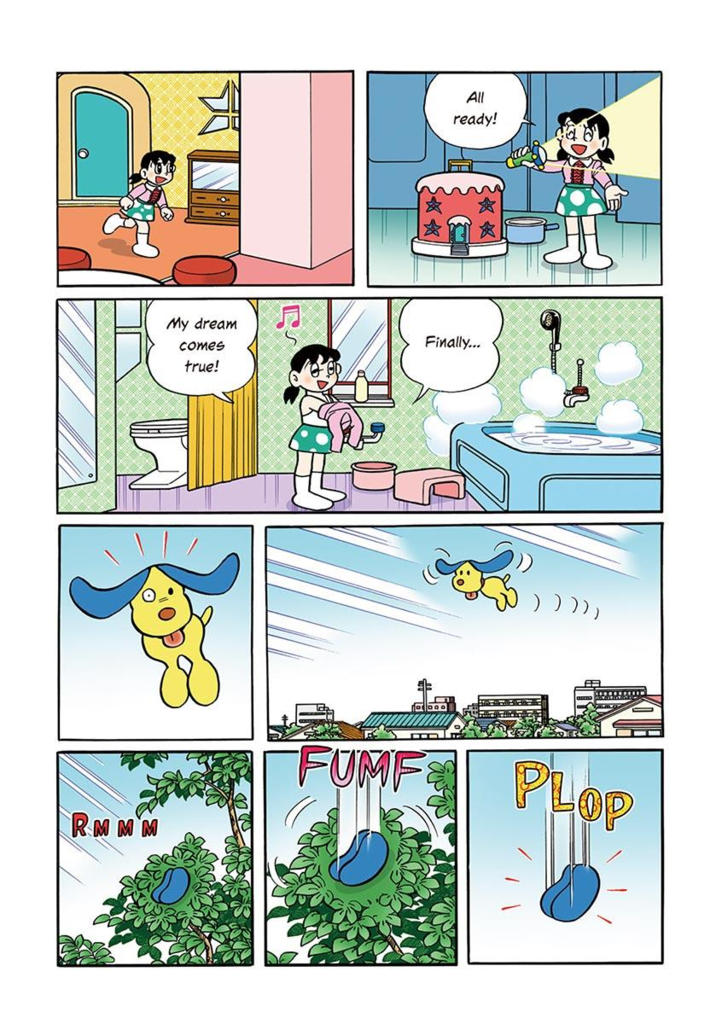 All
ready!
My dream
comes
true!
Finally...
RMMM
FUMF
PLOP